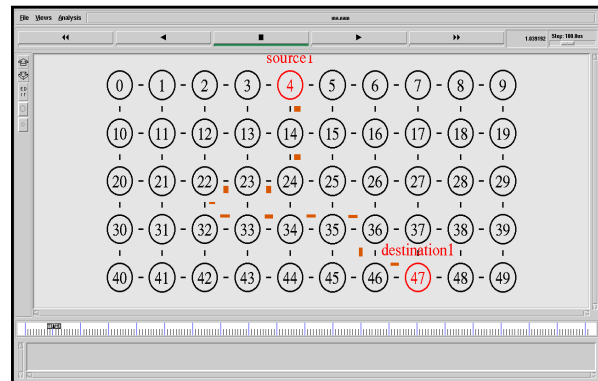 File Views Analysis
me.nam
1.039192 Step: 100.0us
source1
0 1 2 3 4 5 6 7 8 9
10 11 12 13 14 15 16 17 18 19
20 21 22 23 24 25 26 27 28 29
30 31 32 33 34 35 36 37 38 39
destination1
40 41 42 43 44 45 46 47 48 49